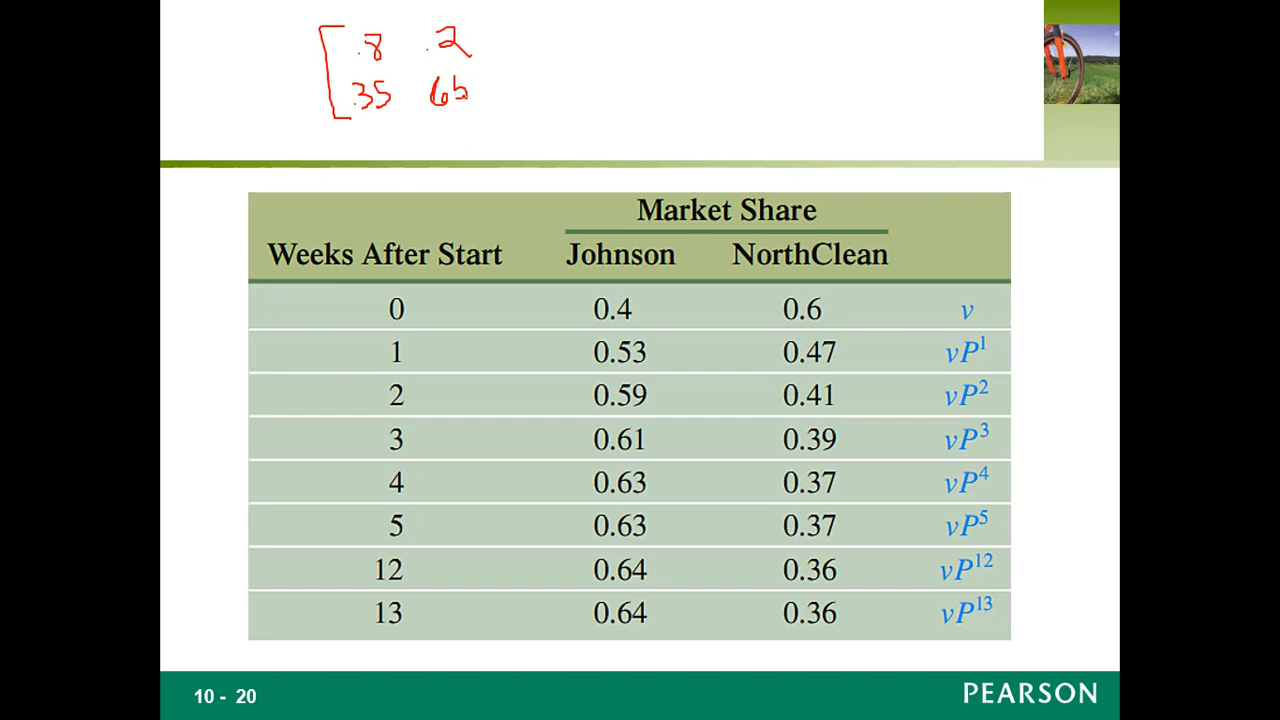 .8 .2
.35 65
Market Share
Weeks After Start Johnson NorthClean
0 0.4 0.6 v
1 0.53 0.47 vP¹
2 0.59 0.41 vP²
3 0.61 0.39 vP³
4 0.63 0.37 vP⁴
5 0.63 0.37 vP⁵
12 0.64 0.36 vP¹²
13 0.64 0.36 vP¹³
10 - 20 PEARSON